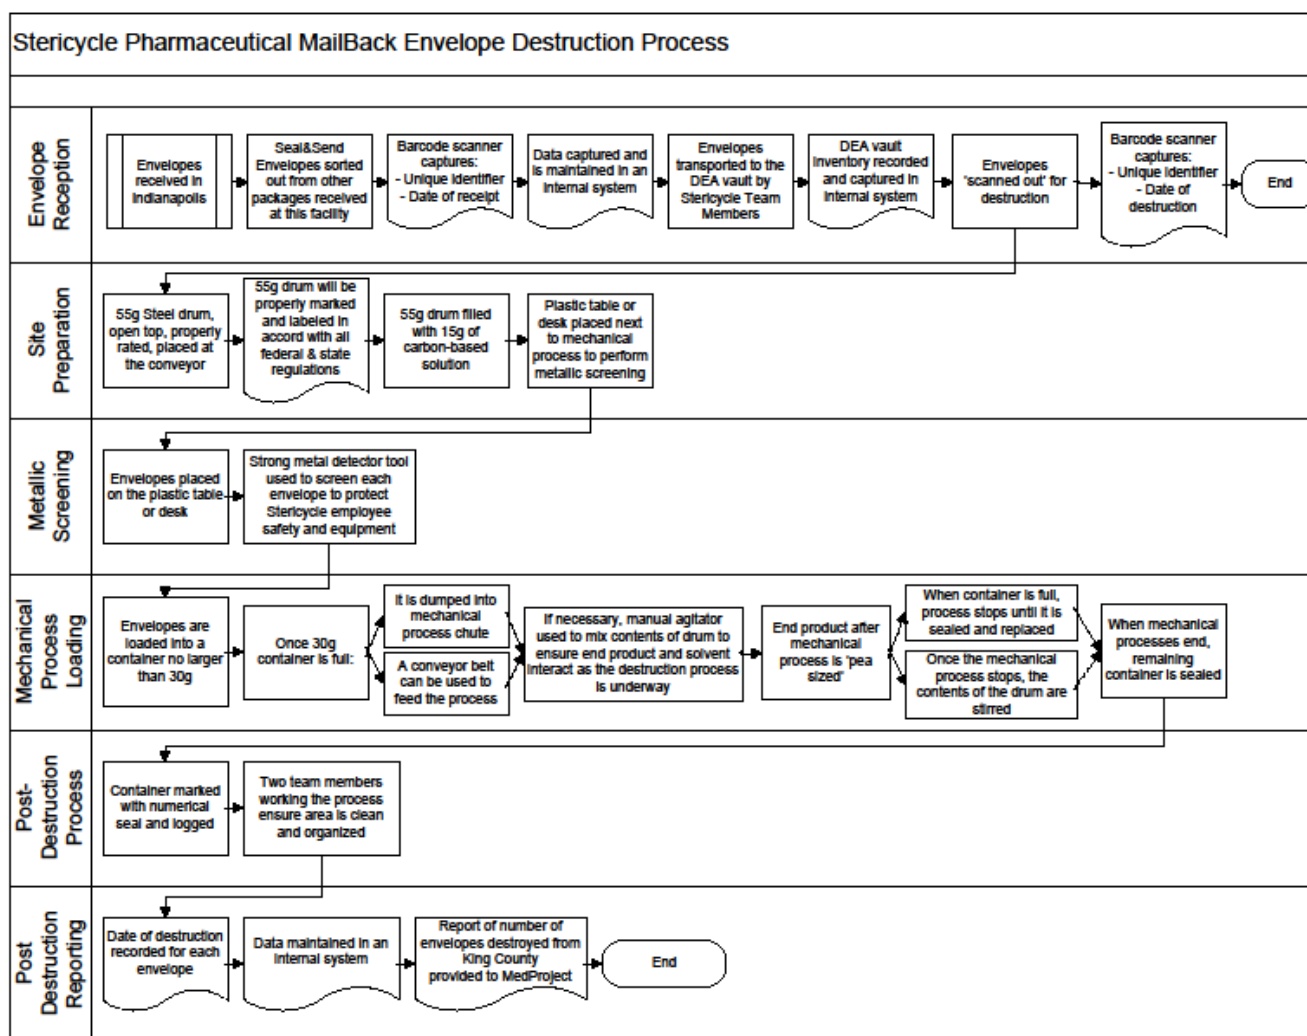 Stericycle Pharmaceutical MailBack Envelope Destruction Process
Envelope
Reception
Envelopes
received in
Indianapolis
Seal&Send
Envelopes sorted
out from other
packages received
at this facility
Barcode scanner
captures:
- Unique identifier
- Date of receipt
Data captured and
is maintained in an
internal system
Envelopes
transported to the
DEA vault by
Stericycle Team
Members
DEA vault
inventory recorded
and captured in
internal system
Envelopes
'scanned out' for
destruction
Barcode scanner
captures:
- Unique identifier
- Date of
destruction
End
Site
Preparation
55g Steel drum,
open top, properly
rated, placed at
the conveyor
55g drum will be
properly marked
and labeled in
accord with all
federal & state
regulations
55g drum filled
with 15g of
carbon-based
solution
Plastic table or
desk placed next
to mechanical
process to perform
metallic screening
Metallic
Screening
Envelopes placed
on the plastic table
or desk
Strong metal detector tool
used to screen each
envelope to protect
Stericycle employee
safety and equipment
Mechanical
Process
Loading
Envelopes are
loaded into a
container no larger
than 30g
Once 30g
container is full:
It is dumped into
mechanical
process chute
A conveyor belt
can be used to
feed the process
If necessary, manual agitator
used to mix contents of drum to
ensure end product and solvent
interact as the destruction process
is underway
End product after
mechanical
process is 'pea
sized'
When container is full,
process stops until it is
sealed and replaced
Once the mechanical
process stops, the
contents of the drum are
stirred
When mechanical
processes end,
remaining
container is sealed
Post-
Destruction
Process
Container marked
with numerical
seal and logged
Two team members
working the process
ensure area is clean
and organized
Post
Destruction
Reporting
Date of destruction
recorded for each
envelope
Data maintained in an
internal system
Report of number of
envelopes destroyed from
King County
provided to MedProject
End